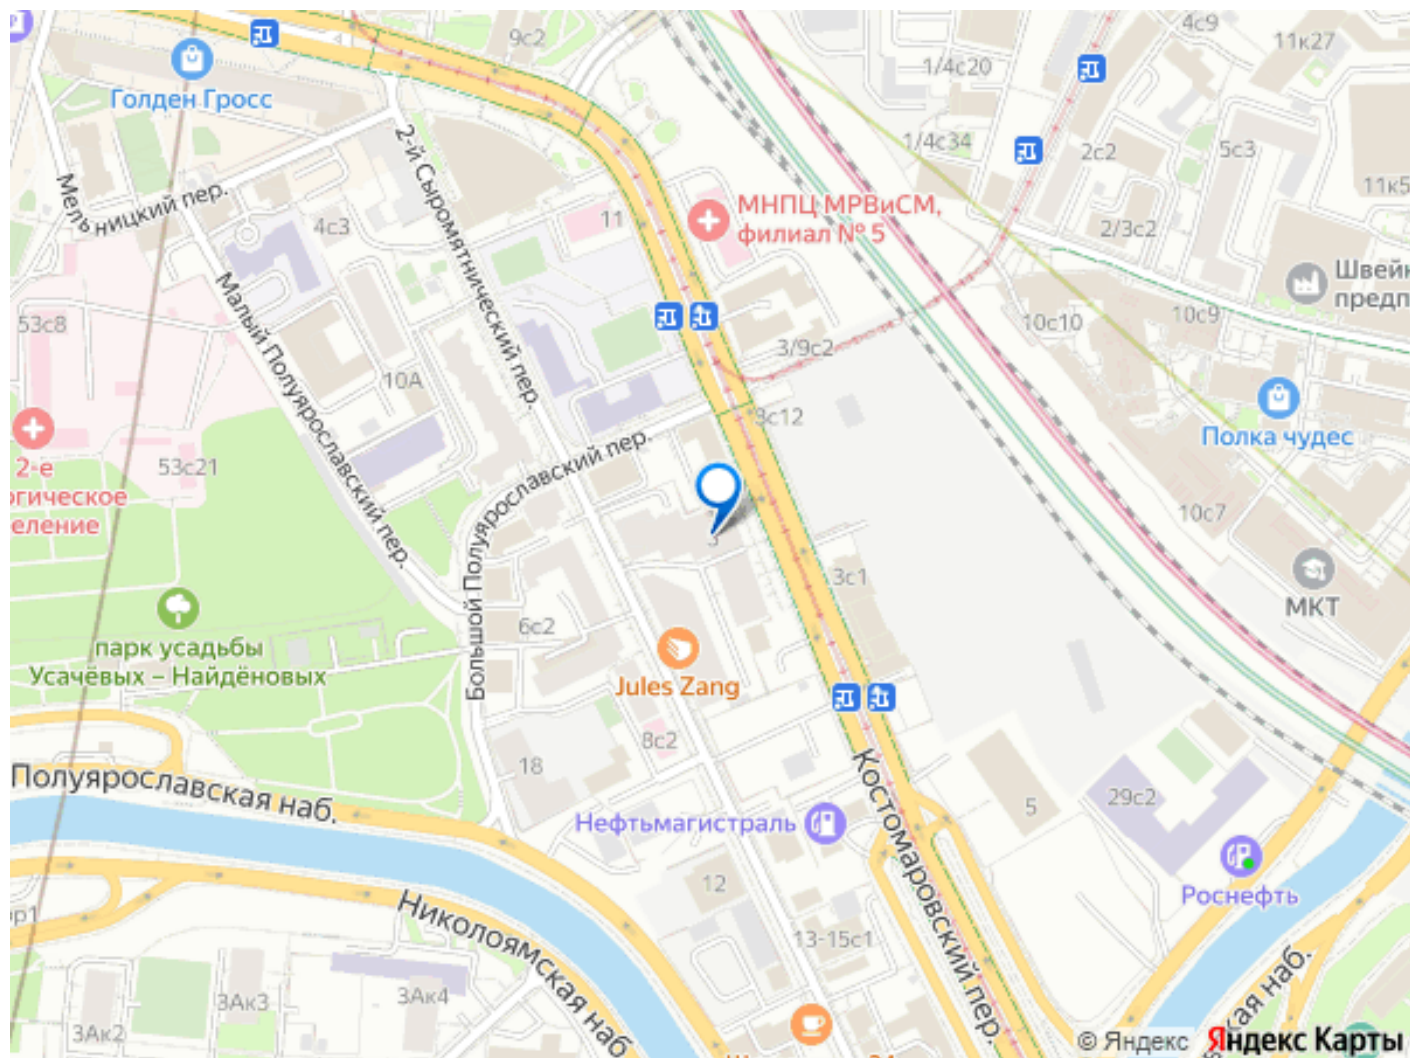 9с2
4с9
11к27
Голден Гросс
1/4с20
2-й Сыромятнический пер.
1/4с34
2с2
5с3
Мельницкий пер.
11к5
4с3
11
МНПЦ МРВиСМ,
филиал № 5
2/3с2
Швей
предп
Малый Полуярославский пер.
53с8
10с10
10с9
3/9с2
10А
3с12
Полка чудес
Большой Полуярославский пер.
2-е
огическое
еление
53с21
10с7
3
3с1
МКТ
6с2
парк усадьбы
Усачёвых – Найдёновых
Jules Zang
8с2
18
Полуярославская наб.
Костомаровский пер.
5
29с2
Нефтьмагистраль
Роснефть
12
Николоямская наб
13-15с1
3Ак2
3Ак3
3Ак4
кая наб.
© Яндекс Яндекс Карты